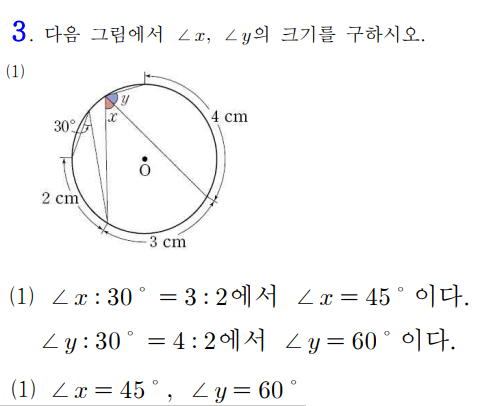 3. 다음 그림에서 ∠x, ∠y의 크기를 구하시오.
(1)
y
x
30°
4 cm
O
2 cm
3 cm
(1) ∠x : 30° = 3 : 2에서 ∠x = 45° 이다.
∠y : 30° = 4 : 2에서 ∠y = 60° 이다.
(1) ∠x = 45°, ∠y = 60°